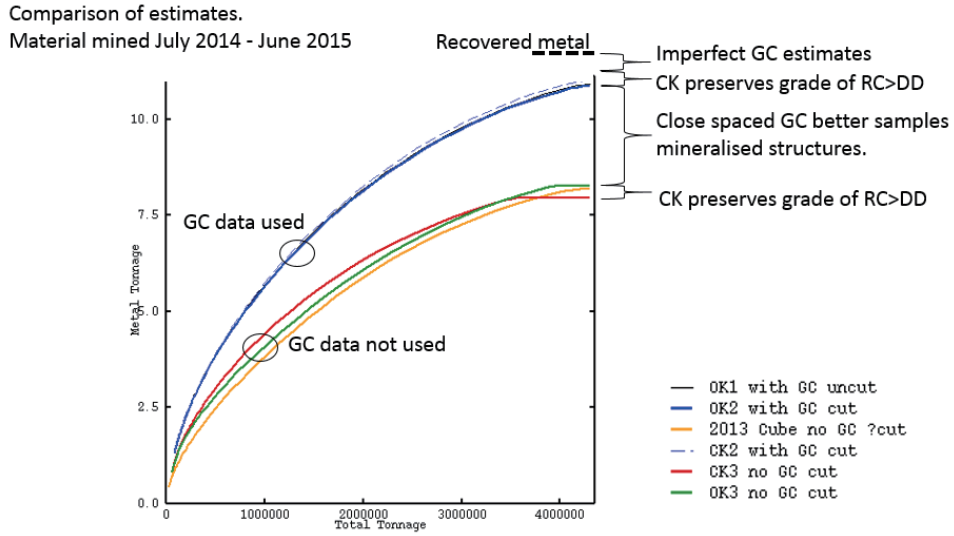 Comparison of estimates.
Material mined July 2014 - June 2015
Recovered metal
Imperfect GC estimates
CK preserves grade of RC>DD
Close spaced GC better samples
mineralised structures.
CK preserves grade of RC>DD
GC data used
GC data not used
Metal Tonnage
10.0
7.5
5.0
2.5
0.0
0
1000000
2000000
3000000
4000000
Total Tonnage
OK1 with GC uncut
OK2 with GC cut
2013 Cube no GC ?cut
CK2 with GC cut
CK3 no GC cut
OK3 no GC cut